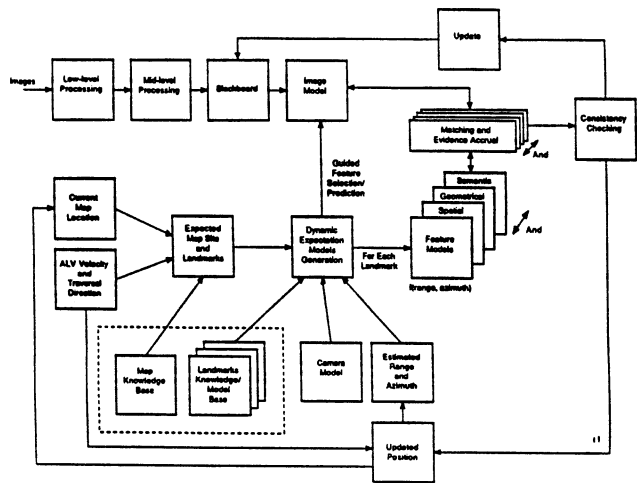 Update
Images
Low-level
Processing
Mid-level
Processing
Blackboard
Image
Model
Matching and
Evidence Accrual
And
Consistency
Checking
Guided
Feature
Selection/
Prediction
Semantic
Geometrical
Spatial
Feature
Models
And
f(range, azimuth)
Current
Map
Location
Expected
Map Site
and
Landmarks
Dynamic
Expectation
Models
Generation
For Each
Landmark
ALV Velocity
and
Traversal
Direction
Map
Knowledge
Base
Landmarks
Knowledge/
Model
Base
Camera
Model
Estimated
Range
and
Azimuth
Updated
Position